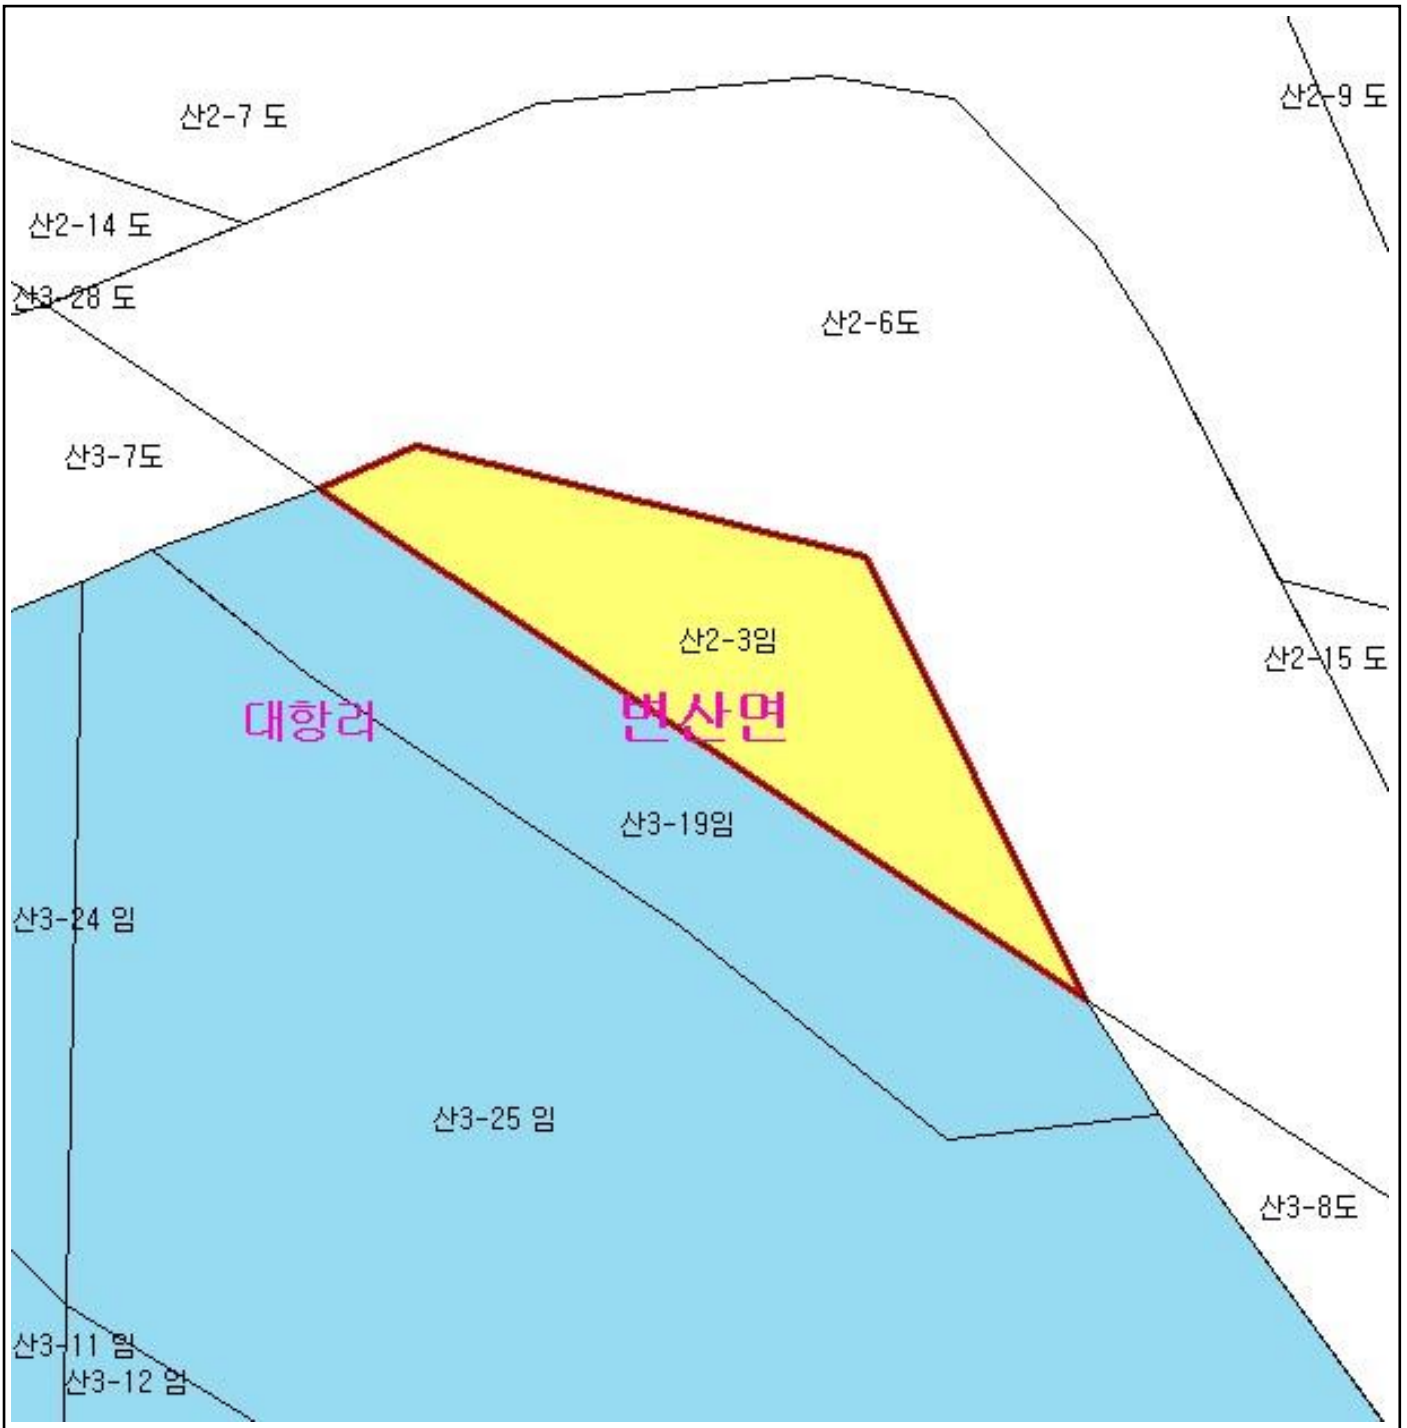 산2-9 도
산2-7 도
산2-14 도
산3-28 도
산2-6도
산3-7도
산2-3임
산2-15 도
대항리
변산면
산3-19임
산3-24 임
산3-25 임
산3-8도
산3-11 임
산3-12 임